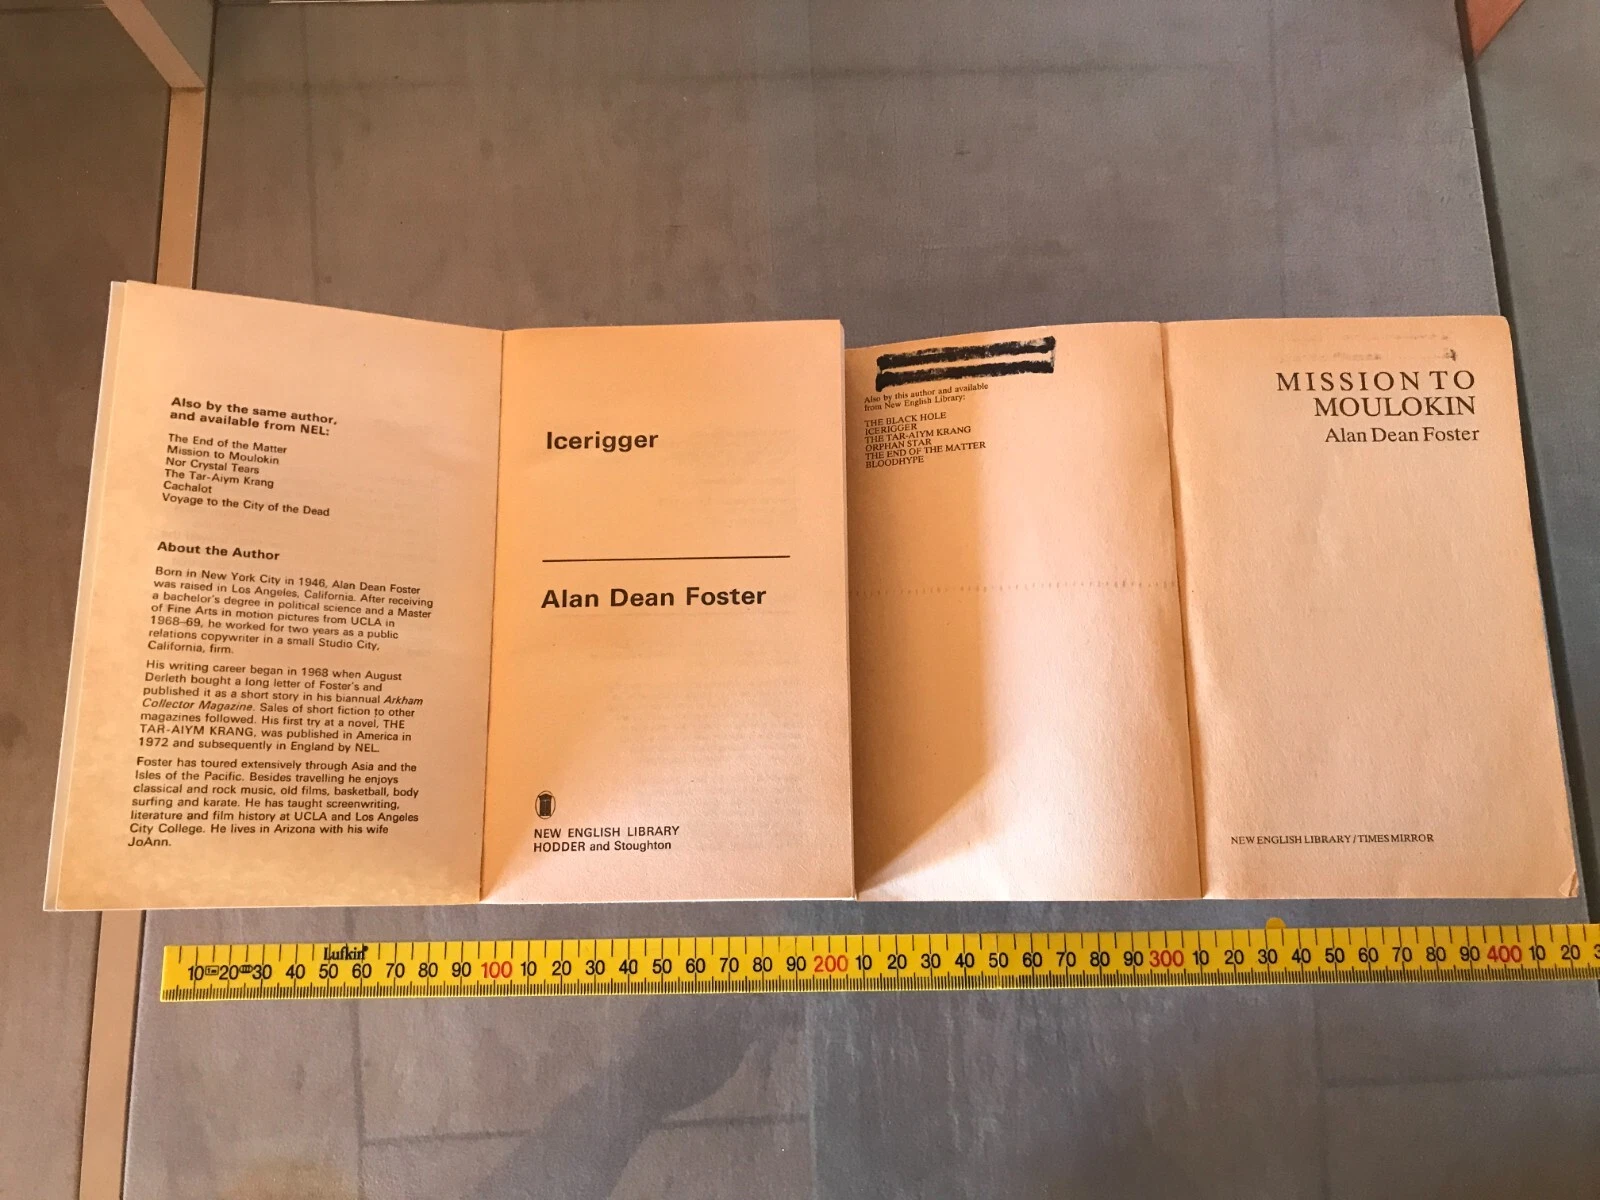 Also by the same author,
and available from NEL:
The End of the Matter
Mission to Moulokin
Nor Crystal Tears
The Tar-Aiym Krang
Cachalot
Voyage to the City of the Dead
About the Author
Born in New York City in 1946, Alan Dean Foster
was raised in Los Angeles, California. After receiving
a bachelor's degree in political science and a Master
of Fine Arts in motion pictures from UCLA in
1968–69, he worked for two years as a public
relations copywriter in a small Studio City,
California, firm.
His writing career began in 1968 when August
Derleth bought a long letter of Foster's and
published it as a short story in his biannual Arkham
Collector Magazine. Sales of short fiction to other
magazines followed. His first try at a novel, THE
TAR-AIYM KRANG, was published in America in
1972 and subsequently in England by NEL.
Foster has toured extensively through Asia and the
Isles of the Pacific. Besides travelling he enjoys
classical and rock music, old films, basketball, body
surfing and karate. He has taught screenwriting,
literature and film history at UCLA and Los Angeles
City College. He lives in Arizona with his wife
JoAnn.
Icerigger
Alan Dean Foster
NEW ENGLISH LIBRARY
HODDER and Stoughton
Also by this author and available
from New English Library:
THE BLACK HOLE
ICERIGGER
THE TAR-AIYM KRANG
ORPHAN STAR
THE END OF THE MATTER
BLOODHYPE
MISSION TO
MOULOKIN
Alan Dean Foster
NEW ENGLISH LIBRARY/TIMES MIRROR
Lufkin
10 20 30 40 50 60 70 80 90 100 10 20 30 40 50 60 70 80 90 200 10 20 30 40 50 60 70 80 90 300 10 20 30 40 50 60 70 80 90 400 10 20